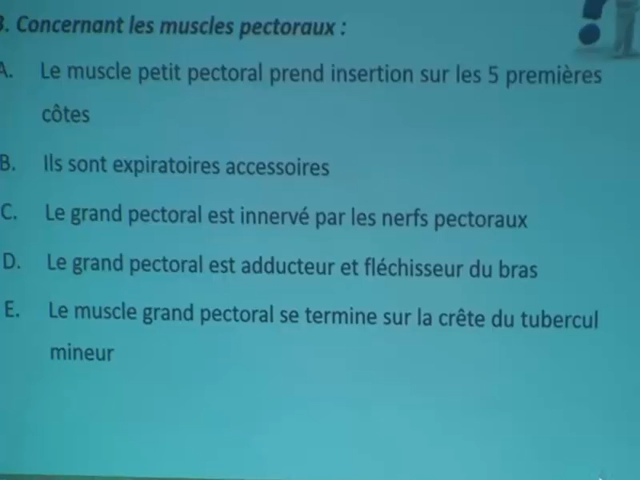 3. Concernant les muscles pectoraux :
A. Le muscle petit pectoral prend insertion sur les 5 premières
côtes
B. Ils sont expiratoires accessoires
C. Le grand pectoral est innervé par les nerfs pectoraux
D. Le grand pectoral est adducteur et fléchisseur du bras
E. Le muscle grand pectoral se termine sur la crête du tubercul
mineur